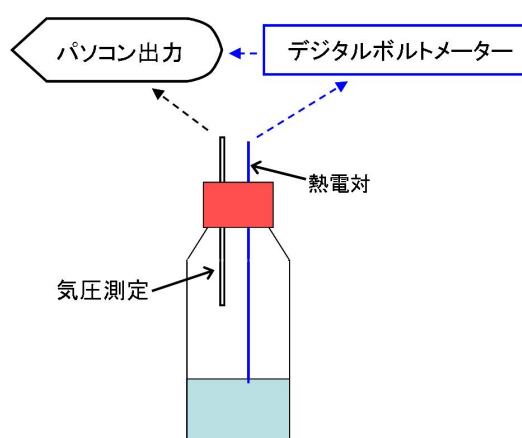 パソコン出力
デジタルボルトメーター
熱電対
気圧測定